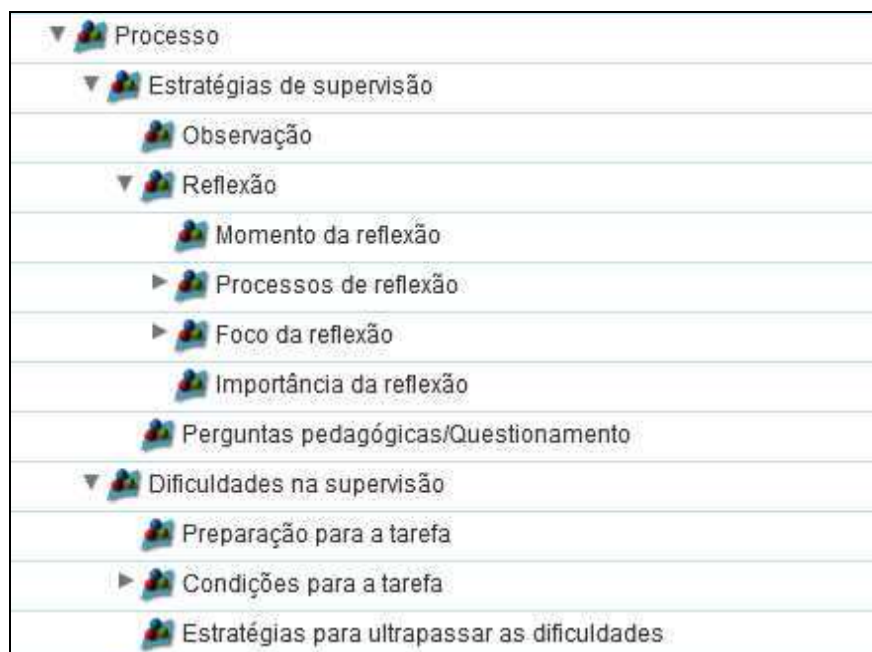 Processo
Estratégias de supervisão
Observação
Reflexão
Momento da reflexão
Processos de reflexão
Foco da reflexão
Importância da reflexão
Perguntas pedagógicas/Questionamento
Dificuldades na supervisão
Preparação para a tarefa
Condições para a tarefa
Estratégias para ultrapassar as dificuldades